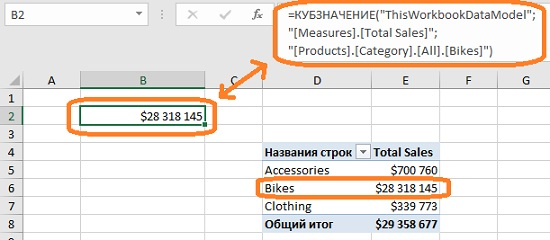 B2
fx
=КУБЗНАЧЕНИЕ("ThisWorkbookDataModel";
"[Measures].[Total Sales]";
"[Products].[Category].[All].[Bikes]")
A B C D E F G
1
2 $28 318 145
3
4 Названия строк Total Sales
5 Accessories $700 760
6 Bikes $28 318 145
7 Clothing $339 773
8 Общий итог $29 358 677